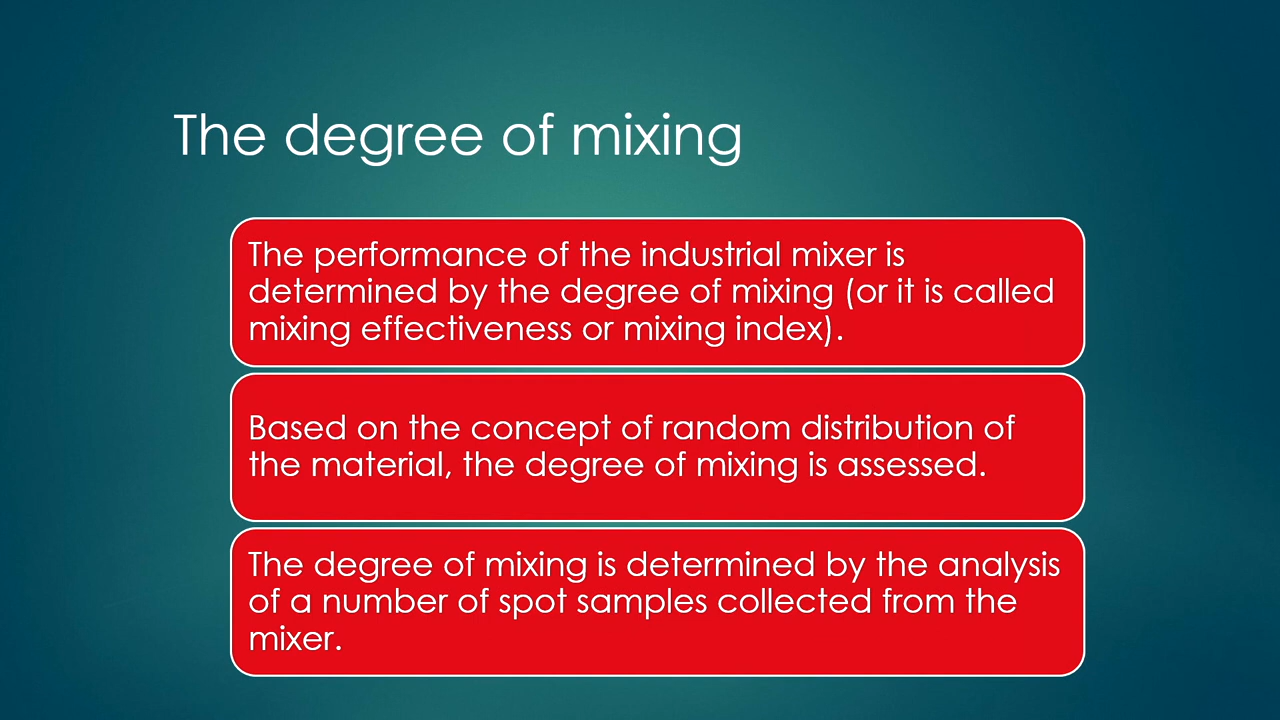 The degree of mixing
The performance of the industrial mixer is
determined by the degree of mixing (or it is called
mixing effectiveness or mixing index).
Based on the concept of random distribution of
the material, the degree of mixing is assessed.
The degree of mixing is determined by the analysis
of a number of spot samples collected from the
mixer.